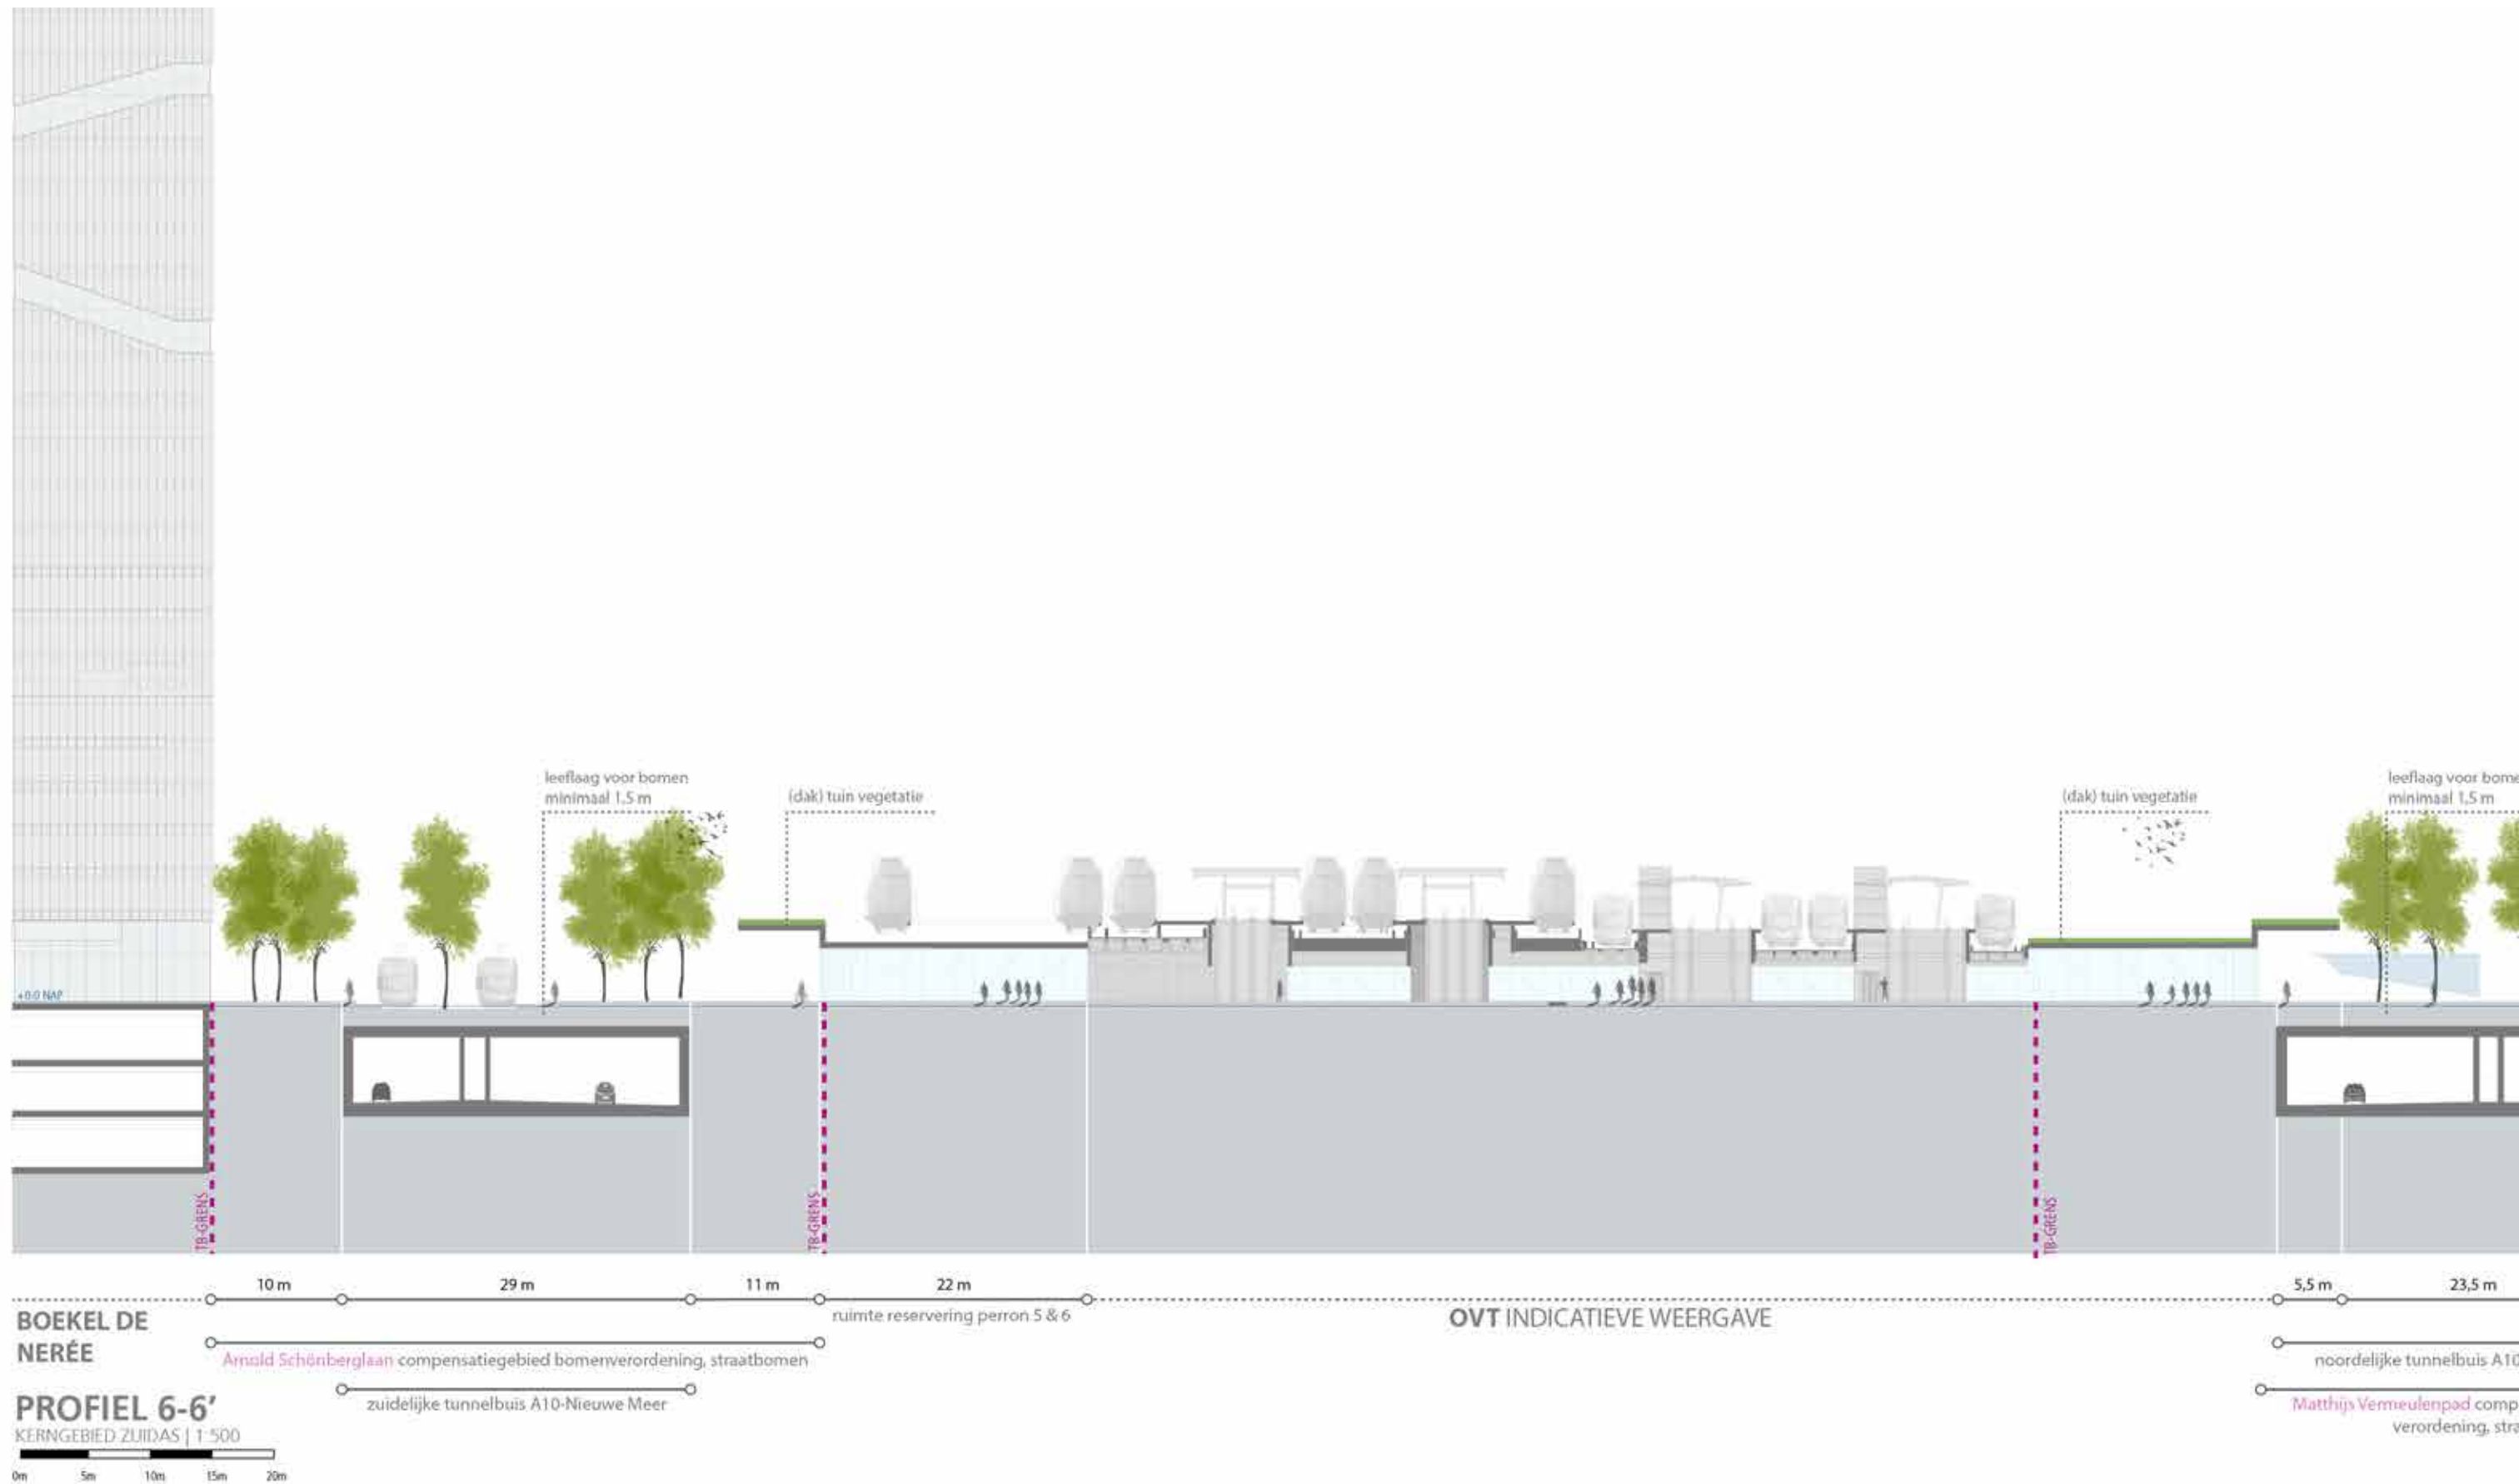 leeflaag voor bomen
minimaal 1,5 m
(dak) tuin vegetatie
(dak) tuin vegetatie
leeflaag voor bome
minimaal 1,5 m
+0.0 NAP
TB-GRENS
TB-GRENS
TB-GRENS
10 m
29 m
11 m
22 m
5,5 m
23,5 m
BOEKEL DE
NERÉE
ruimte reservering perron 5 & 6
OVT INDICATIEVE WEERGAVE
Arnold Schönberglaan compensatiegebied bomenverordening, straatbomen
noordelijke tunnelbuis A10
zuidelijke tunnelbuis A10-Nieuwe Meer
Matthijs Vermeulenpad comp
verordening, stra
PROFIEL 6-6'
KERNGEBIED ZUIDAS | 1:500
0m 5m 10m 15m 20m